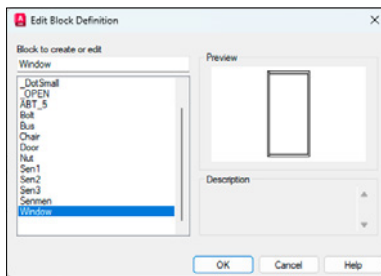 Edit Block Definition
Block to create or edit
Window
_DotSmall
_OPEN
ABT_5
Bolt
Bus
Chair
Door
Nut
Sen1
Sen2
Sen3
Senmen
Window
Preview
Description
OK
Cancel
Help